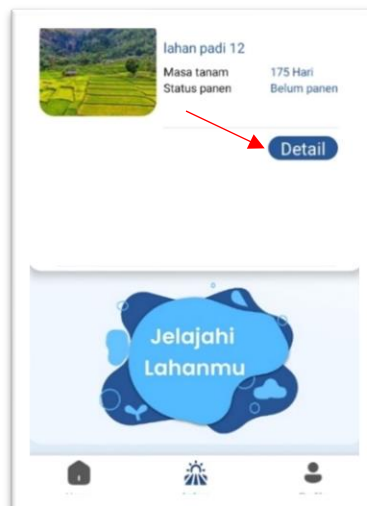 lahan padi 12
Masa tanam 175 Hari
Status panen Belum panen
Detail
Jelajahi
Lahanmu